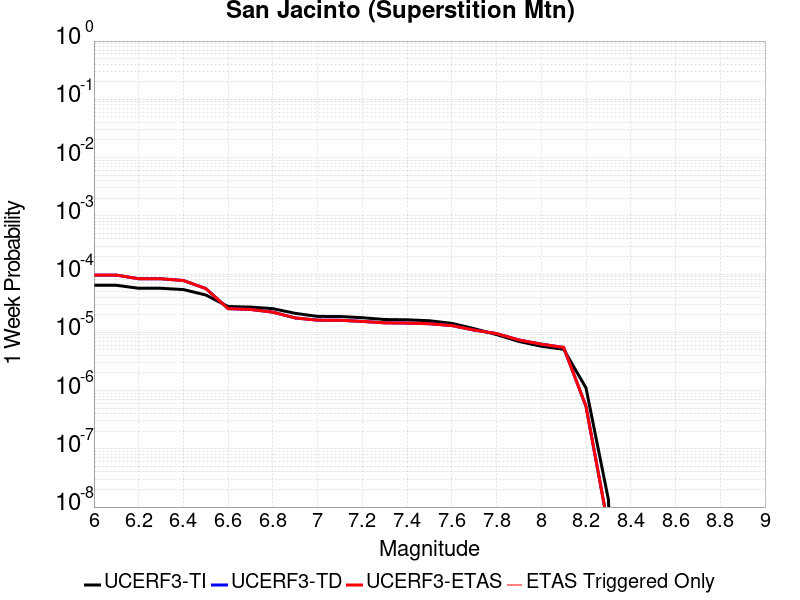 San Jacinto (Superstition Mtn)
10 0
10 -1
10 -2
10 -3
10 -4
10 -5
10 -6
10 -7
10 -8
1 Week Probability
6 6.2 6.4 6.6 6.8 7 7.2 7.4 7.6 7.8 8 8.2 8.4 8.6 8.8 9
Magnitude
UCERF3-TI UCERF3-TD UCERF3-ETAS ETAS Triggered Only